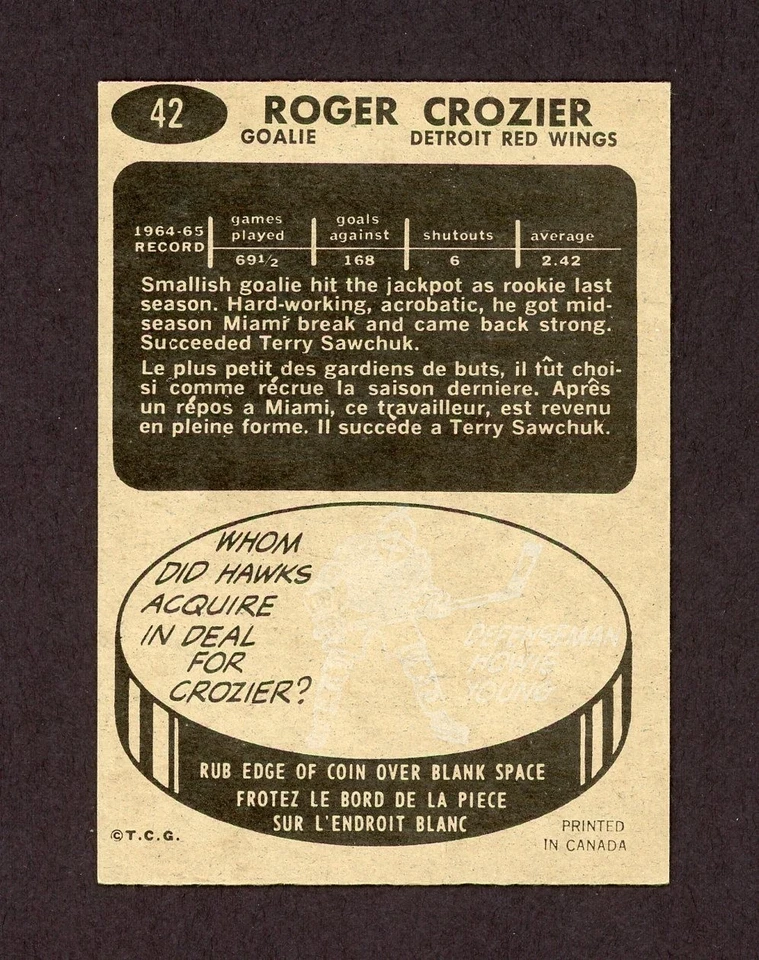 42
ROGER CROZIER
GOALIE
DETROIT RED WINGS
1964-65 RECORD
games played
goals against
shutouts
average
69½
168
6
2.42
Smallish goalie hit the jackpot as rookie last
season. Hard-working, acrobatic, he got mid-
season Miami break and came back strong.
Succeeded Terry Sawchuk.
Le plus petit des gardiens de buts, il fût choi-
si comme récrue la saison derniere. Après
un répos a Miami, ce travailleur, est revenu
en pleine forme. Il succede a Terry Sawchuk.
WHOM
DID HAWKS
ACQUIRE
IN DEAL
FOR
CROZIER?
DEFENSEMAN
HOWIE
YOUNG
RUB EDGE OF COIN OVER BLANK SPACE
FROTEZ LE BORD DE LA PIECE
SUR L'ENDROIT BLANC
©T.C.G.
PRINTED
IN CANADA